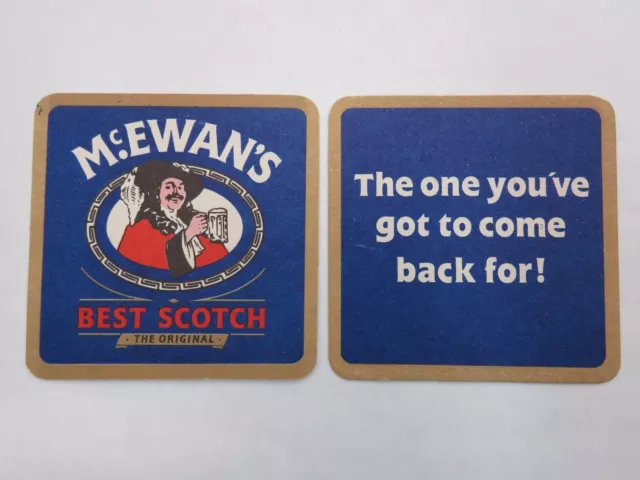 McEWAN'S
BEST SCOTCH
· THE ORIGINAL ·
The one you've
got to come
back for!